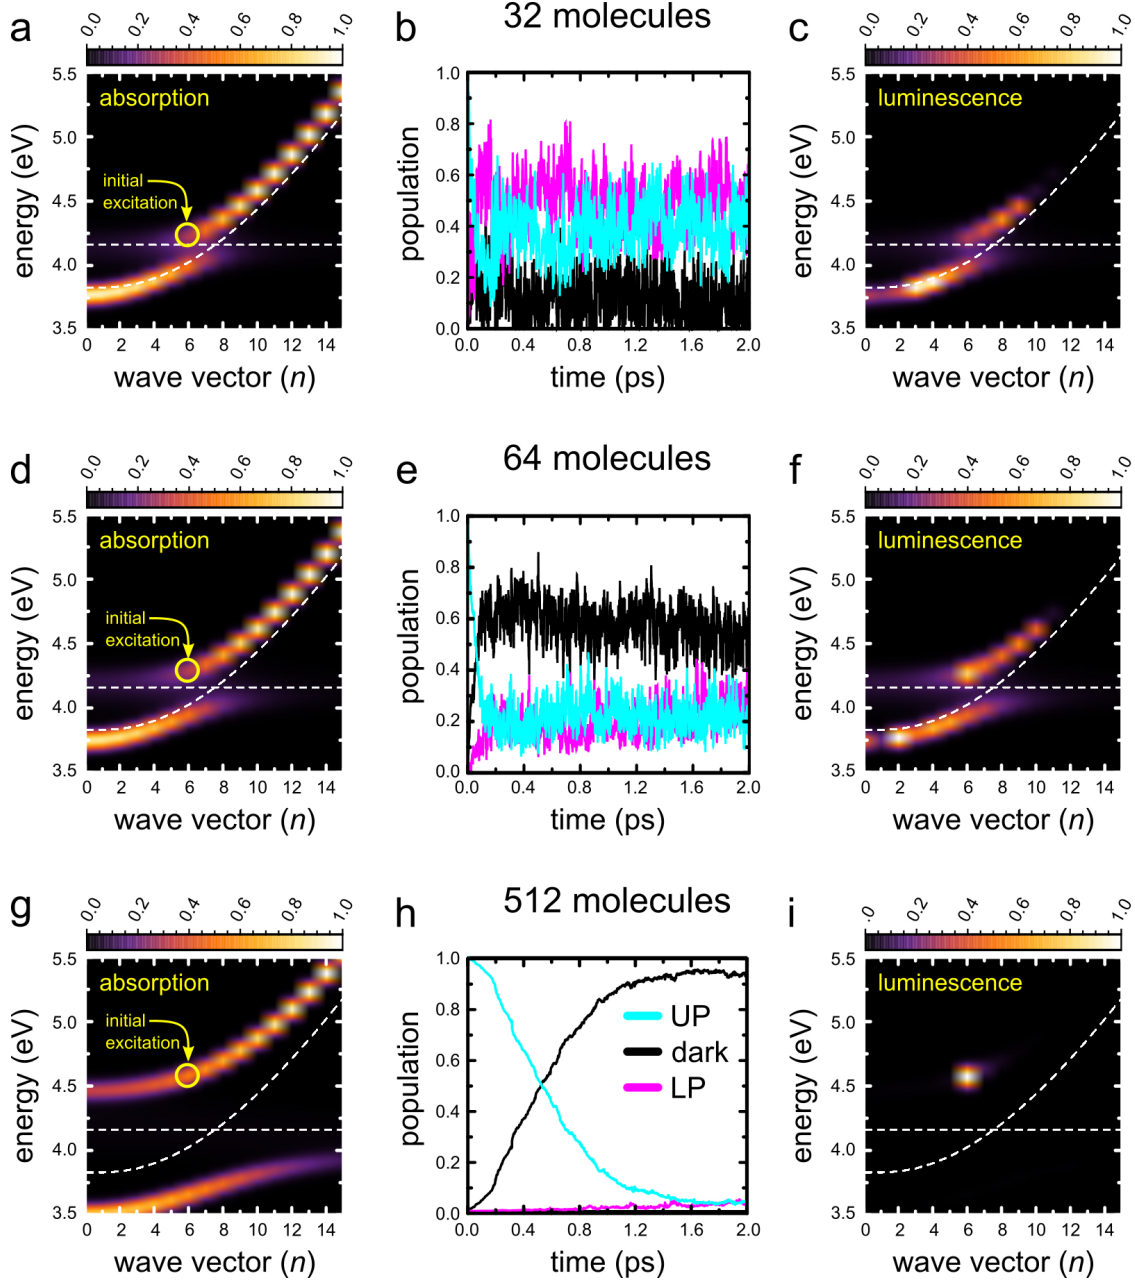 a
0.0 0.2 0.4 0.6 0.8 1.0
absorption
initial
excitation
5.5
5.0
4.5
4.0
3.5
energy (eV)
0 2 4 6 8 10 12 14
wave vector (n)
b
32 molecules
1.0
0.8
0.6
0.4
0.2
0.0
population
0.0 0.4 0.8 1.2 1.6 2.0
time (ps)
c
0.0 0.2 0.4 0.6 0.8 1.0
luminescence
5.5
5.0
4.5
4.0
3.5
energy (eV)
0 2 4 6 8 10 12 14
wave vector (n)
d
0.0 0.2 0.4 0.6 0.8 1.0
absorption
initial
excitation
5.5
5.0
4.5
4.0
3.5
energy (eV)
0 2 4 6 8 10 12 14
wave vector (n)
e
64 molecules
1.0
0.8
0.6
0.4
0.2
0.0
population
0.0 0.4 0.8 1.2 1.6 2.0
time (ps)
f
0.0 0.2 0.4 0.6 0.8 1.0
luminescence
5.5
5.0
4.5
4.0
3.5
energy (eV)
0 2 4 6 8 10 12 14
wave vector (n)
g
0.0 0.2 0.4 0.6 0.8 1.0
absorption
initial
excitation
5.5
5.0
4.5
4.0
3.5
energy (eV)
0 2 4 6 8 10 12 14
wave vector (n)
h
512 molecules
1.0
0.8
0.6
0.4
0.2
0.0
population
UP
dark
LP
0.0 0.4 0.8 1.2 1.6 2.0
time (ps)
i
.0 0.2 0.4 0.6 0.8 1.0
luminescence
5.5
5.0
4.5
4.0
3.5
energy (eV)
0 2 4 6 8 10 12 14
wave vector (n)